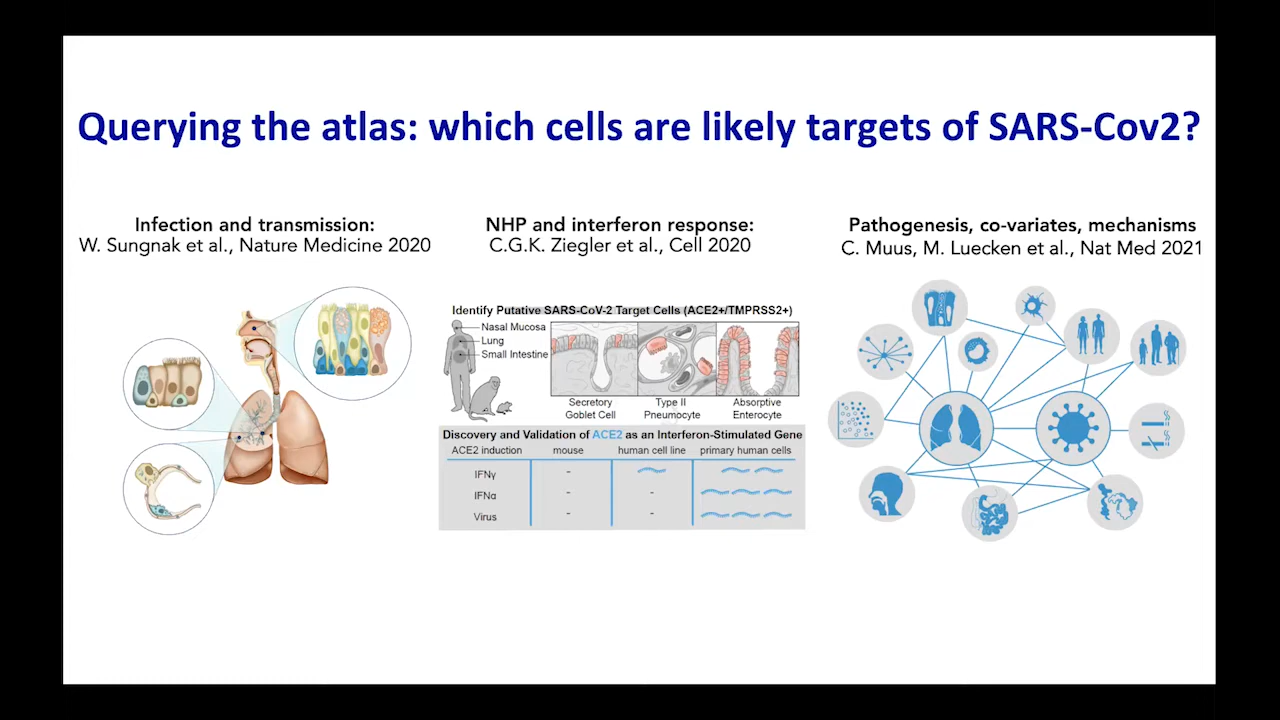 Querying the atlas: which cells are likely targets of SARS-Cov2?
Infection and transmission:
W. Sungnak et al., Nature Medicine 2020
NHP and interferon response:
C.G.K. Ziegler et al., Cell 2020
Pathogenesis, co-variates, mechanisms
C. Muus, M. Luecken et al., Nat Med 2021
Identify Putative SARS-CoV-2 Target Cells (ACE2+/TMPRSS2+)
Nasal Mucosa
Lung
Small Intestine
Secretory
Goblet Cell
Type II
Pneumocyte
Absorptive
Enterocyte
Discovery and Validation of ACE2 as an Interferon-Stimulated Gene
ACE2 induction mouse human cell line primary human cells
IFNγ -
IFNα - -
Virus - -